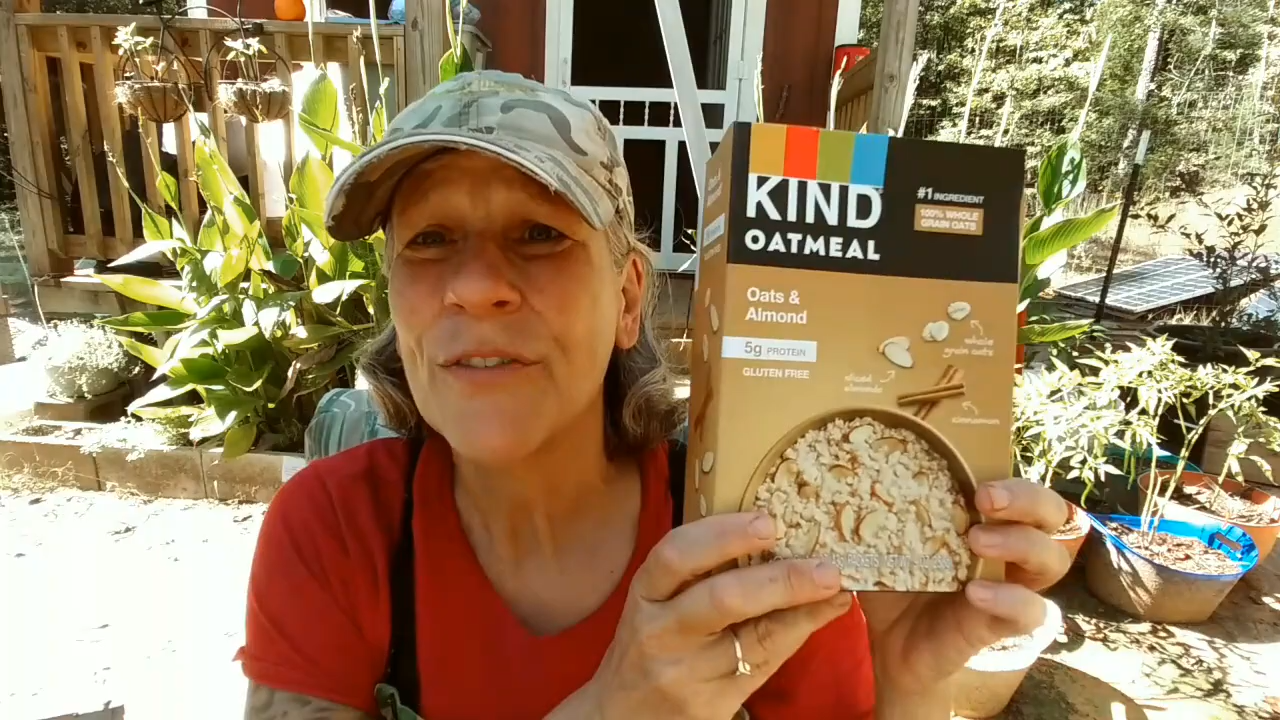 KIND
OATMEAL
#1 INGREDIENT
100% WHOLE
GRAIN OATS
Oats &
Almond
5g PROTEIN
GLUTEN FREE
whole
grain oats
sliced
almonds
cinnamon